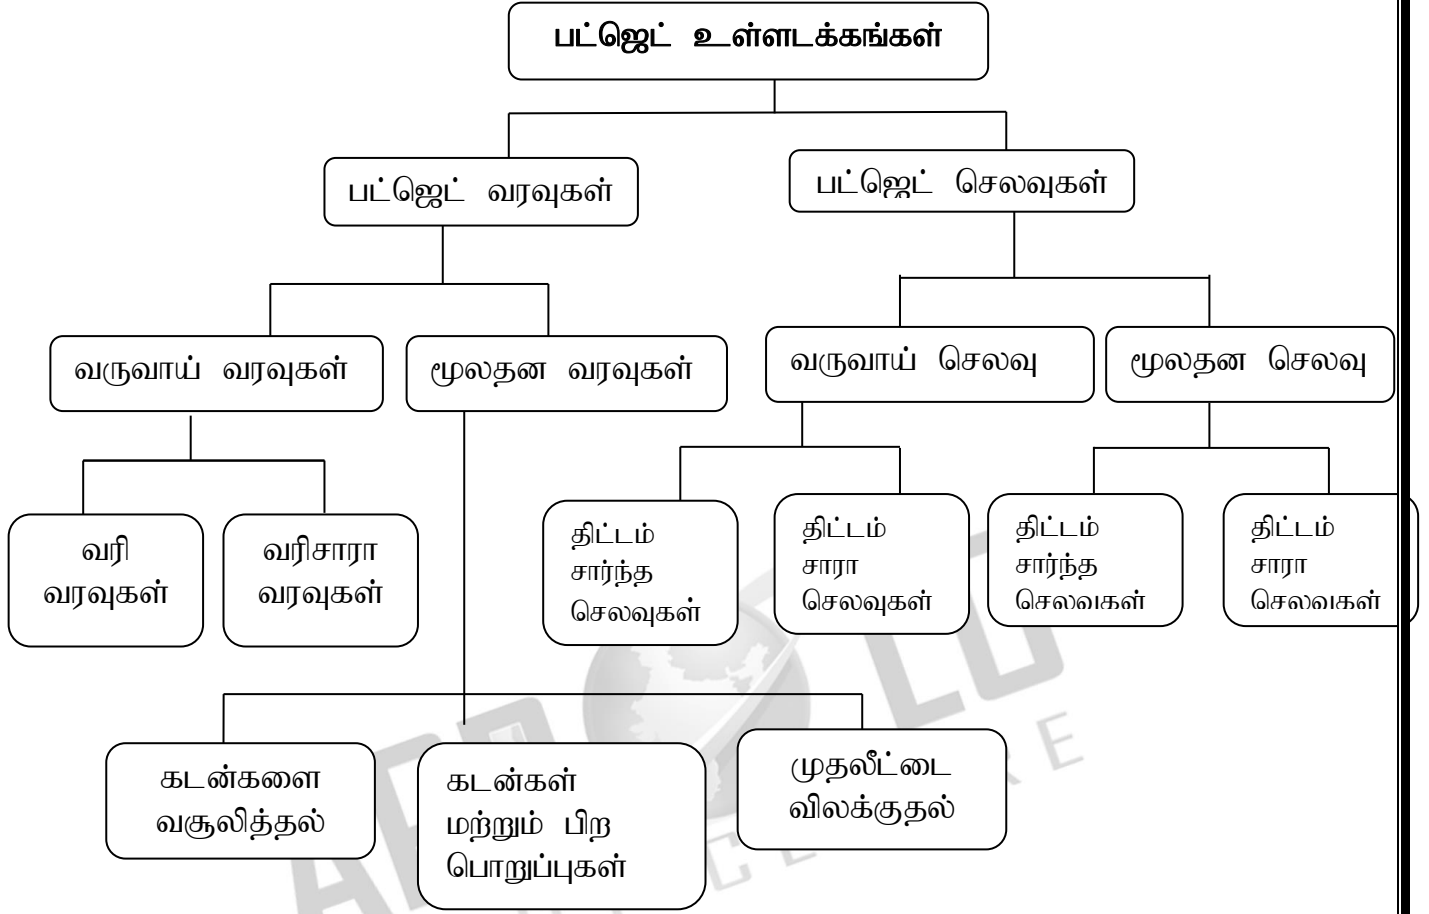 பட்ஜெட் உள்ளடக்கங்கள்
பட்ஜெட் வரவுகள்
பட்ஜெட் செலவுகள்
வருவாய் வரவுகள்
மூலதன வரவுகள்
வருவாய் செலவு
மூலதன செலவு
வரி
வரவுகள்
வரிசாரா
வரவுகள்
திட்டம்
சார்ந்த
செலவுகள்
திட்டம்
சாரா
செலவுகள்
திட்டம்
சார்ந்த
செலவுகள்
திட்டம்
சாரா
செலவுகள்
கடன்களை
வசூலித்தல்
கடன்கள்
மற்றும் பிற
பொறுப்புகள்
முதலீட்டை
விலக்குதல்